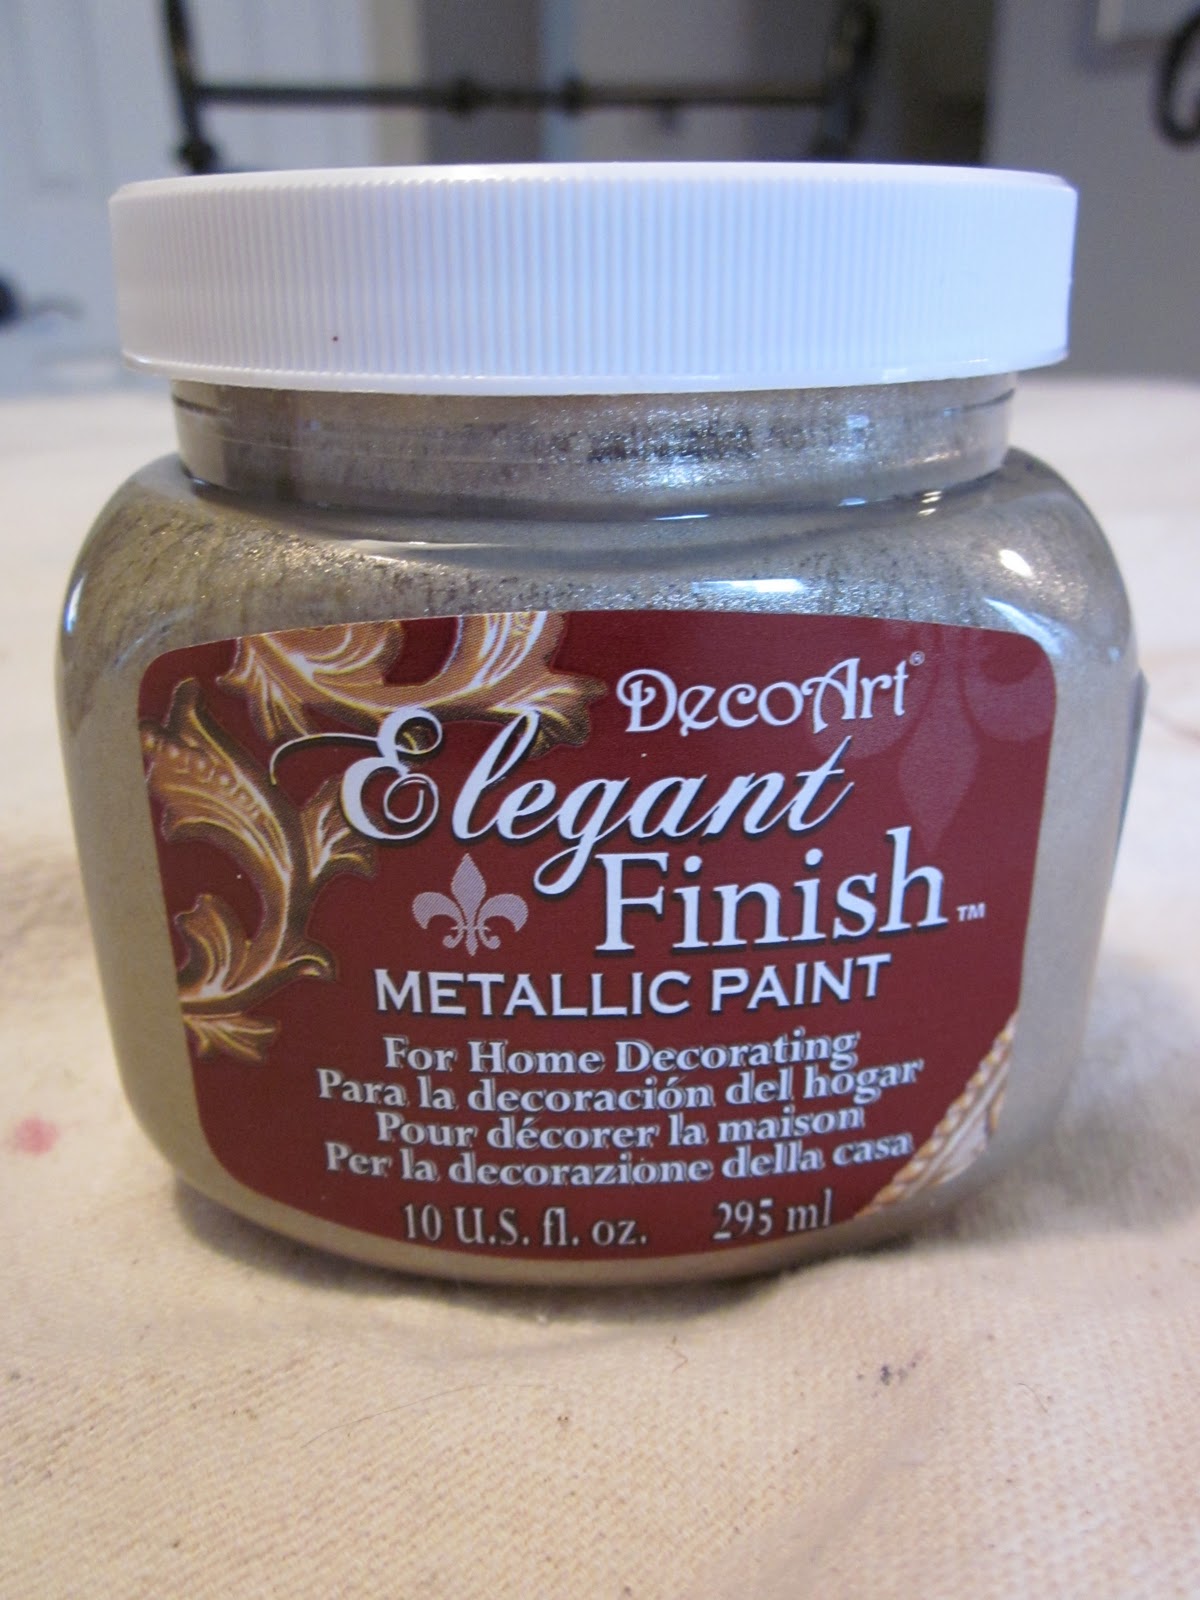 DecoArt®
Elegant
Finish™
METALLIC PAINT
For Home Decorating
Para la decoración del hogar
Pour décorer la maison
Per la decorazione della casa
10 U.S. fl. oz. 295 ml